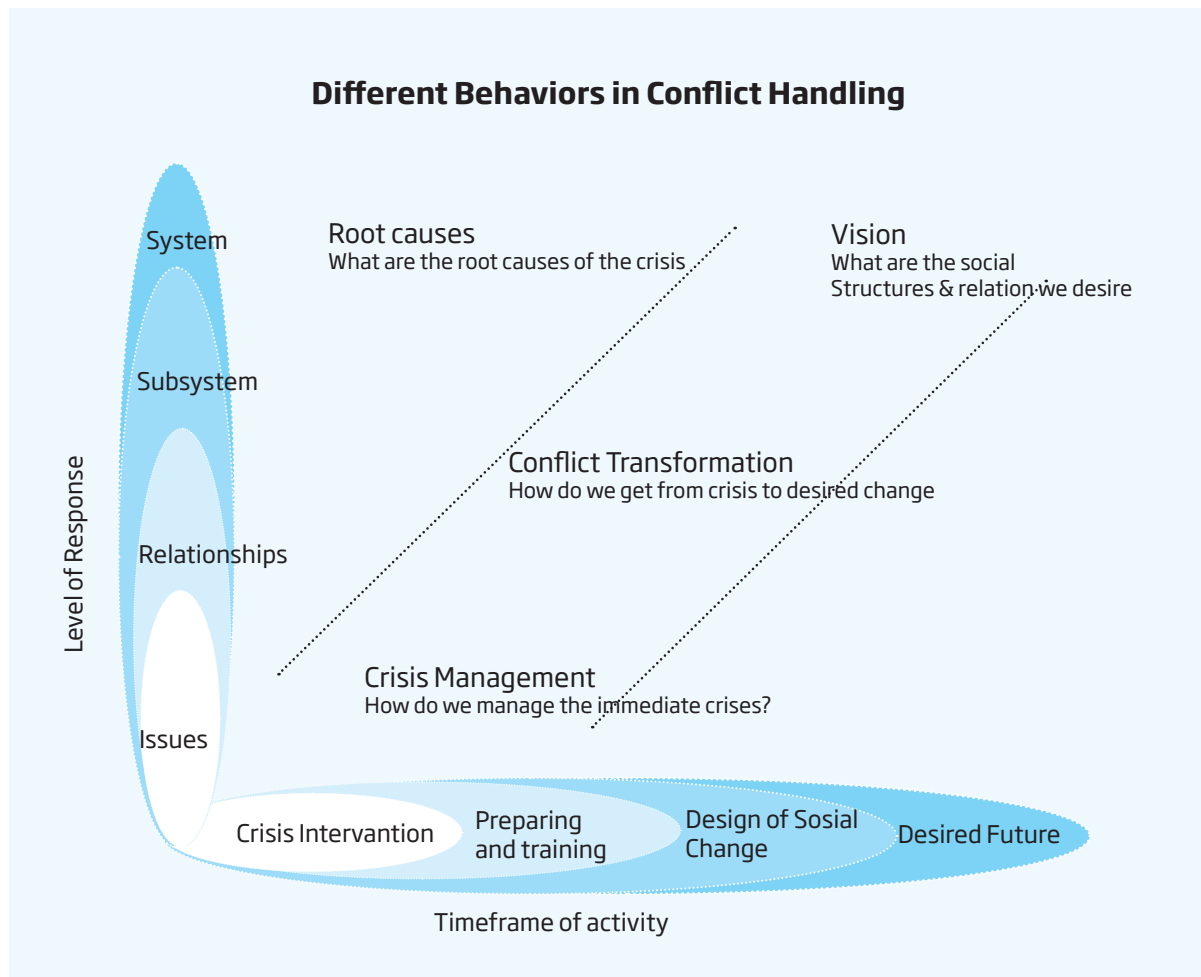 Different Behaviors in Conflict Handling
System
Subsystem
Relationships
Issues
Level of Response
Root causes
What are the root causes of the crisis
Vision
What are the social
Structures & relation we desire
Conflict Transformation
How do we get from crisis to desired change
Crisis Management
How do we manage the immediate crises?
Crisis Intervantion
Preparing
and training
Design of Sosial
Change
Desired Future
Timeframe of activity